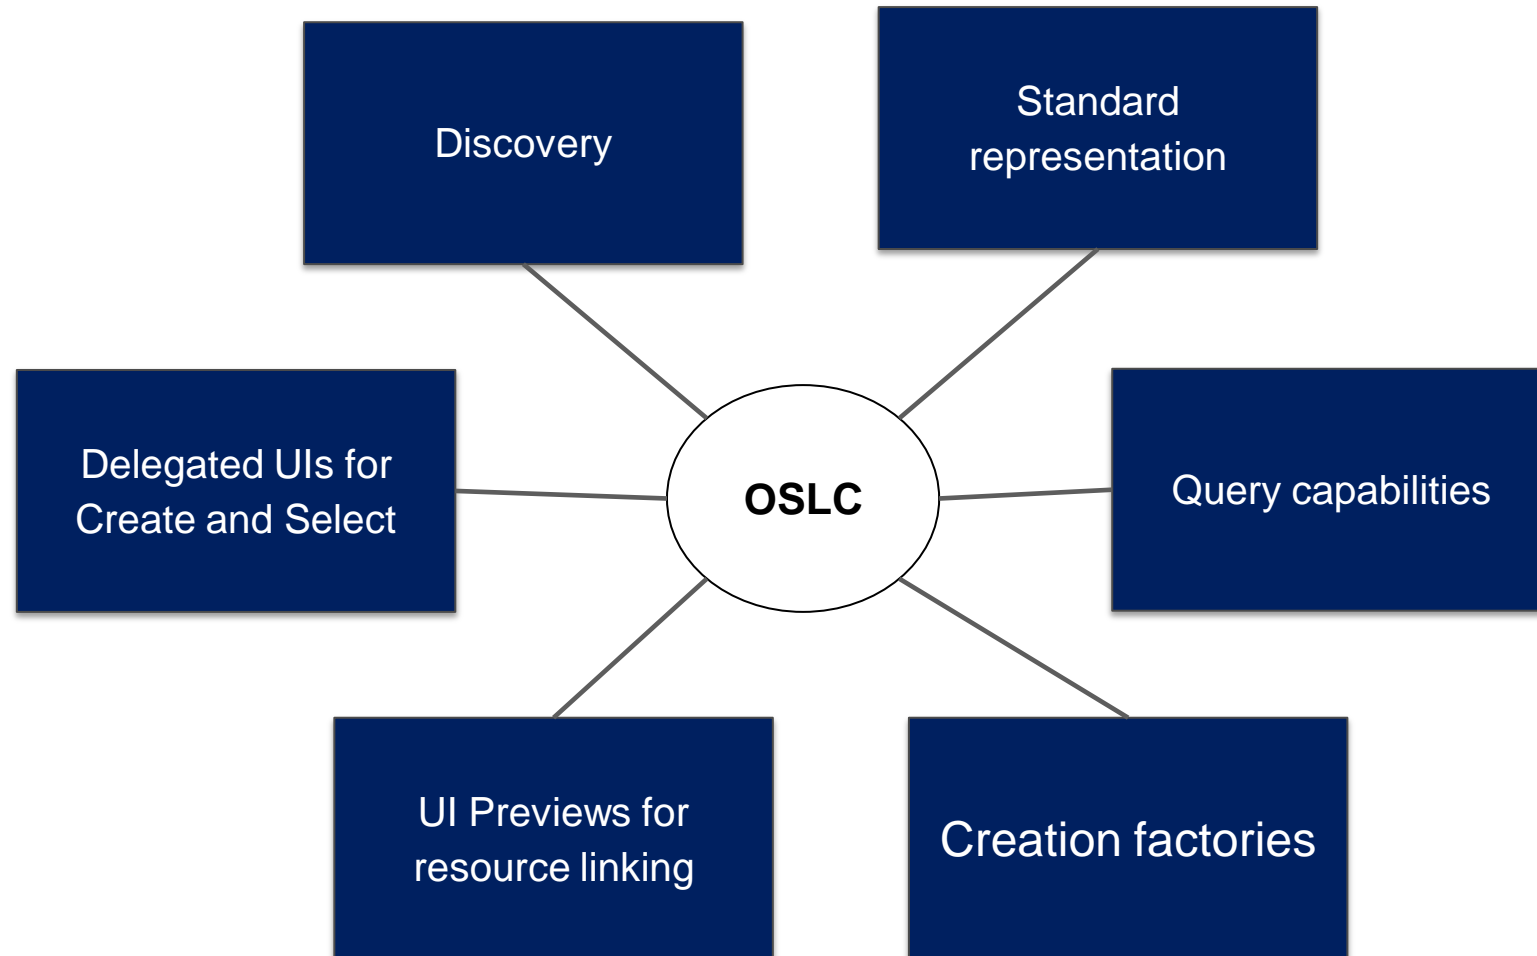 Discovery
Standard
representation
Delegated UIs for
Create and Select
OSLC
Query capabilities
UI Previews for
resource linking
Creation factories